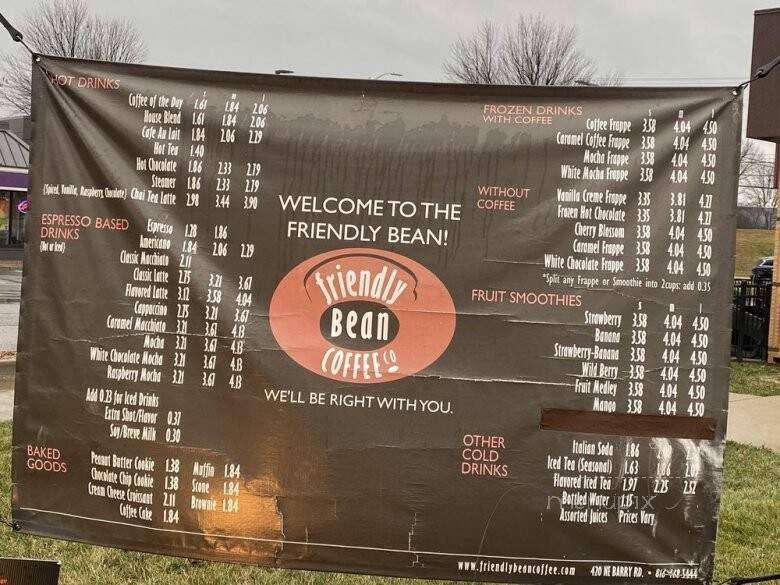 HOT DRINKS
s m l
Coffee of the Day 1.61 1.84 2.06
House Blend 1.61 1.84 2.06
Cafe Au Lait 1.84 2.06 2.29
Hot Tea 1.40
Hot Chocolate 1.86 2.33 2.79
Steamer 1.86 2.33 2.79
(Spiced, Vanilla, Raspberry, Chocolate) Chai Tea Latte 2.98 3.44 3.90
ESPRESSO BASED
DRINKS
(Hot or Iced)
Espresso 1.28 1.86
Americano 1.84 2.06 2.29
Classic Macchiato 2.11
Classic Latte 2.75 3.21 3.67
Flavored Latte 3.12 3.58 4.04
Cappuccino 2.75 3.21 3.67
Caramel Macchiato 3.21 3.67 4.13
Mocha 3.21 3.67 4.13
White Chocolate Mocha 3.21 3.67 4.13
Raspberry Mocha 3.21 3.67 4.13
Add 0.23 for Iced Drinks
Extra Shot/Flavor 0.37
Soy/Breve Milk 0.30
BAKED
GOODS
Peanut Butter Cookie 1.38 Muffin 1.84
Chocolate Chip Cookie 1.38 Scone 1.84
Cream Cheese Croissant 2.11 Brownie 1.84
Coffee Cake 1.84
WELCOME TO THE
FRIENDLY BEAN!
friendly
Bean
COFFEE CO
WE'LL BE RIGHT WITH YOU.
FROZEN DRINKS
WITH COFFEE
s m l
Coffee Frappe 3.58 4.04 4.50
Caramel Coffee Frappe 3.58 4.04 4.50
Mocha Frappe 3.58 4.04 4.50
White Mocha Frappe 3.58 4.04 4.50
WITHOUT
COFFEE
Vanilla Creme Frappe 3.35 3.81 4.27
Frozen Hot Chocolate 3.35 3.81 4.27
Cherry Blossom 3.58 4.04 4.50
Caramel Frappe 3.58 4.04 4.50
White Chocolate Frappe 3.58 4.04 4.50
*Split any Frappe or Smoothie into 2cups: add 0.35
FRUIT SMOOTHIES
s m l
Strawberry 3.58 4.04 4.50
Banana 3.58 4.04 4.50
Strawberry-Banana 3.58 4.04 4.50
Wild Berry 3.58 4.04 4.50
Fruit Medley 3.58 4.04 4.50
Mango 3.58 4.04 4.50
OTHER
COLD
DRINKS
Italian Soda 1.86
Iced Tea (Seasonal) 1.63 1.86
Flavored Iced Tea 1.97 2.25 2.52
Bottled Water
Assorted Juices Prices Vary
www.friendlybeancoffee.com 420 NE BARRY RD. •